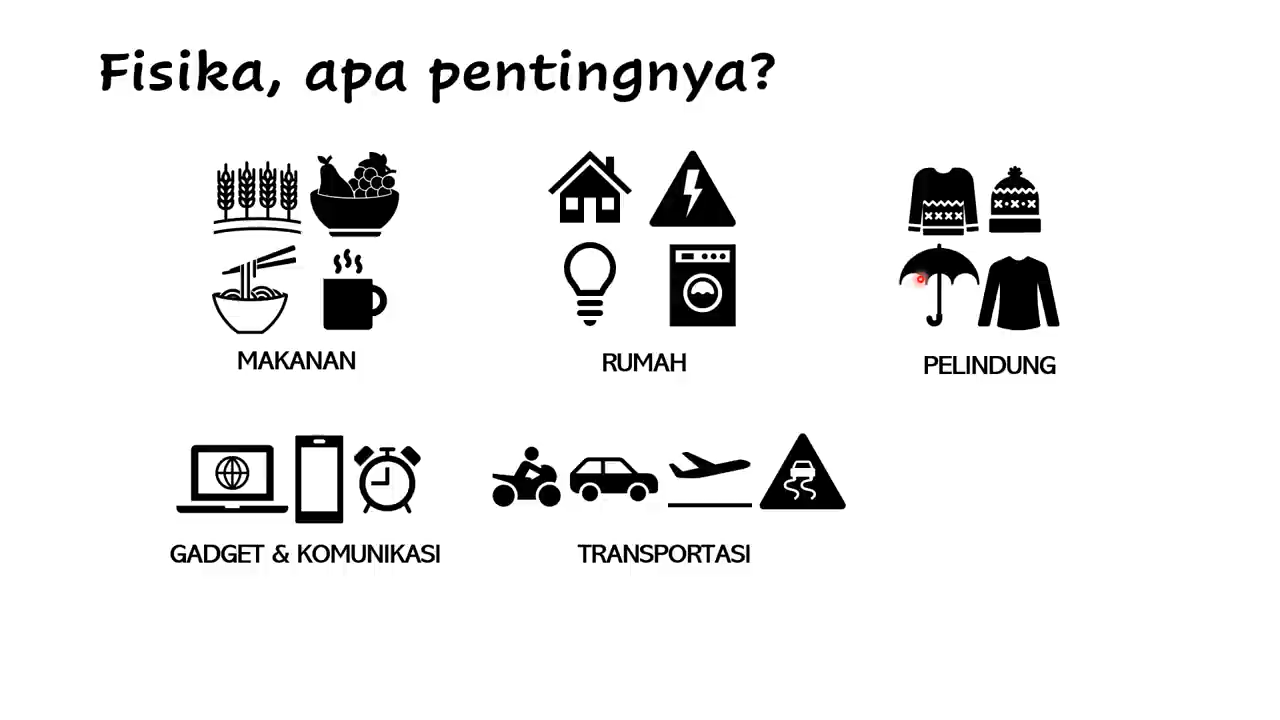 Fisika, apa pentingnya?
MAKANAN
RUMAH
PELINDUNG
GADGET & KOMUNIKASI
TRANSPORTASI